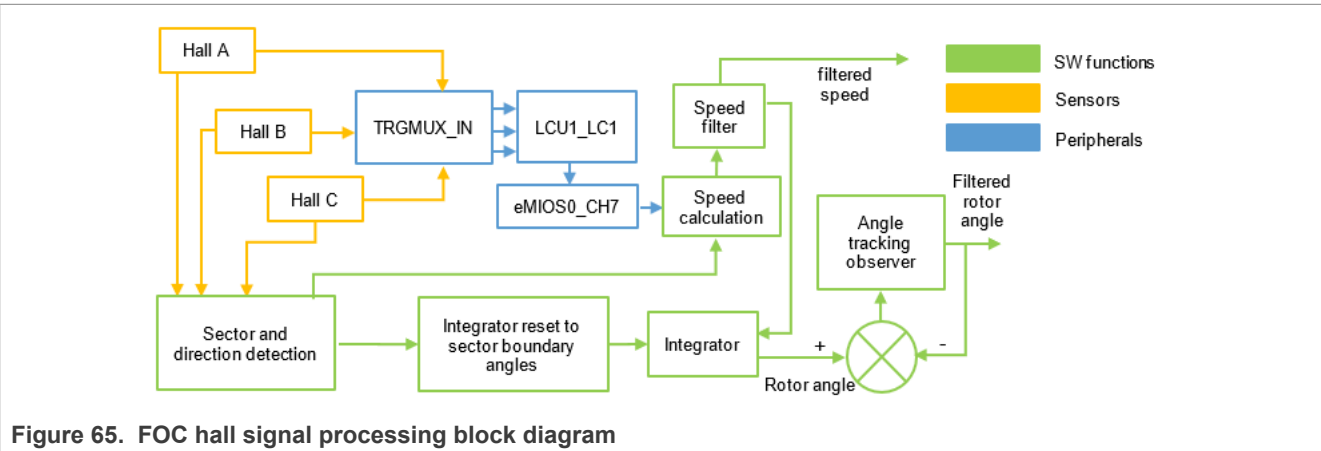 Hall A
Hall B
Hall C
TRGMUX_IN
LCU1_LC1
eMIOS0_CH7
Speed
filter
Speed
calculation
filtered
speed
SW functions
Sensors
Peripherals
Filtered
rotor
angle
Angle
tracking
observer
Sector and
direction detection
Integrator reset to
sector boundary
angles
Integrator
+
-
Rotor angle
Figure 65. FOC hall signal processing block diagram